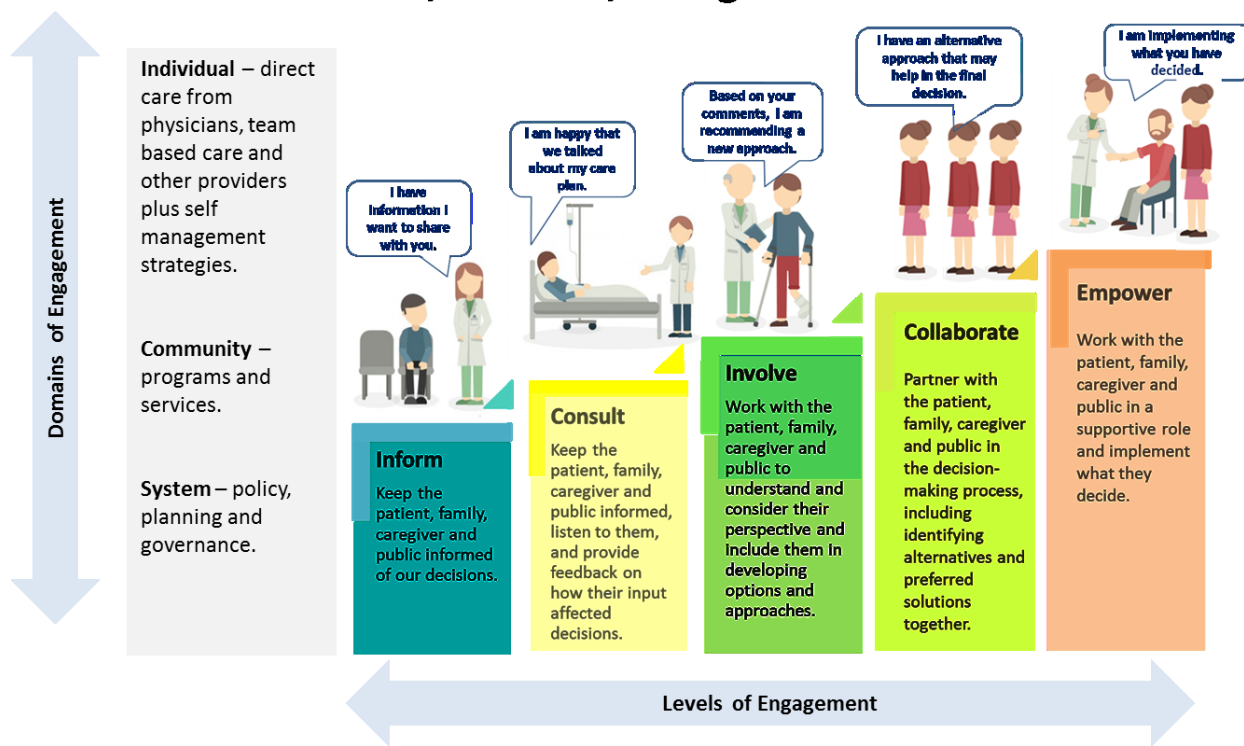 Domains of Engagement
Individual – direct
care from
physicians, team
based care and
other providers
plus self
management
strategies.
Community –
programs and
services.
System – policy,
planning and
governance.
I have
information I
want to share
with you.
I am happy that
we talked
about my care
plan.
Based on your
comments, I am
recommending a
new approach.
I have an alternative
approach that may
help in the final
decision.
I am implementing
what you have
decided.
Inform
Keep the
patient, family,
caregiver and
public informed
of our decisions.
Consult
Keep the
patient, family,
caregiver and
public informed,
listen to them,
and provide
feedback on
how their input
affected
decisions.
Involve
Work with the
patient, family,
caregiver and
public to
understand and
consider their
perspective and
include them in
developing
options and
approaches.
Collaborate
Partner with
the patient,
family, caregiver
and public in
the decision-
making process,
including
identifying
alternatives and
preferred
solutions
together.
Empower
Work with the
patient, family,
caregiver and
public in a
supportive role
and implement
what they
decide.
Levels of Engagement